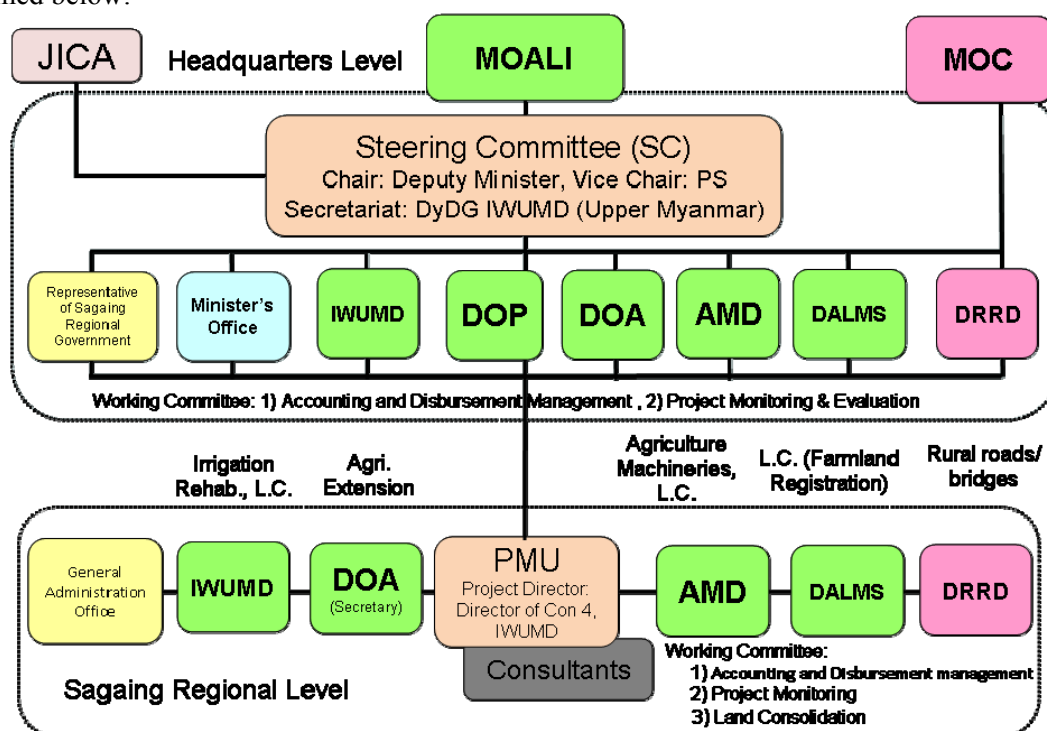 JICA
Headquarters Level
MOALI
MOC
Steering Committee (SC)
Chair: Deputy Minister, Vice Chair: PS
Secretariat: DyDG IWUMD (Upper Myanmar)
Representative
of Sagaing
Regional
Government
Minister's
Office
IWUMD
DOP
DOA
AMD
DALMS
DRRD
Working Committee: 1) Accounting and Disbursement Management , 2) Project Monitoring & Evaluation
Irrigation
Rehab., L.C.
Agri.
Extension
Agriculture
Machineries,
L.C.
L.C. (Farmland
Registration)
Rural roads/
bridges
General
Administration
Office
IWUMD
DOA
(Secretary)
PMU
Project Director:
Director of Con 4,
IWUMD
Consultants
AMD
DALMS
DRRD
Working Committee:
1) Accounting and Disbursement management
2) Project Monitoring
3) Land Consolidation
Sagaing Regional Level